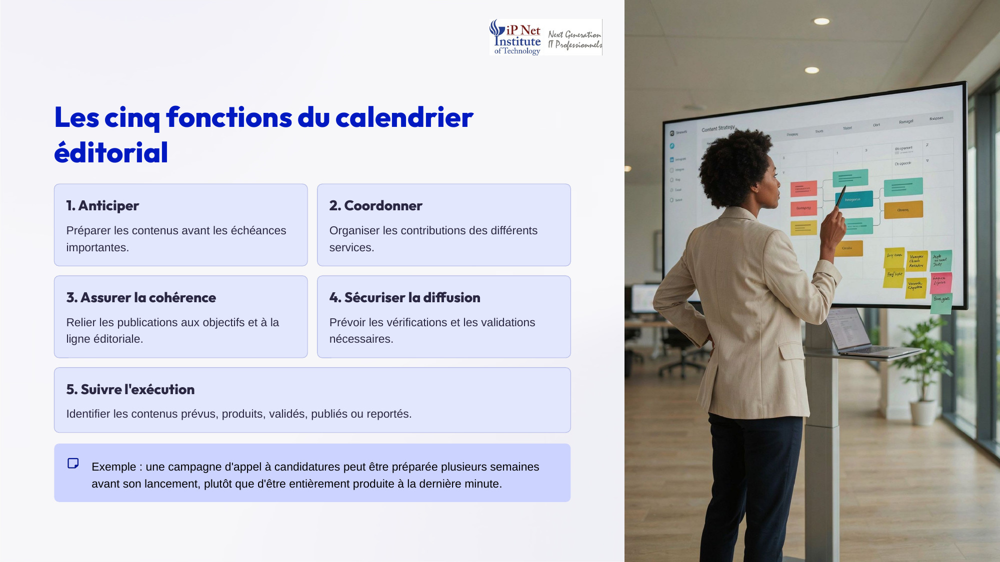 iP Net
Institute
of Technology
Next Generation
IT Professionnels
Les cinq fonctions du calendrier
éditorial
1. Anticiper
Préparer les contenus avant les échéances
importantes.
2. Coordonner
Organiser les contributions des différents
services.
3. Assurer la cohérence
Relier les publications aux objectifs et à la
ligne éditoriale.
4. Sécuriser la diffusion
Prévoir les vérifications et les validations
nécessaires.
5. Suivre l'exécution
Identifier les contenus prévus, produits, validés, publiés ou reportés.
Exemple : une campagne d'appel à candidatures peut être préparée plusieurs semaines
avant son lancement, plutôt que d'être entièrement produite à la dernière minute.
Content Strategy